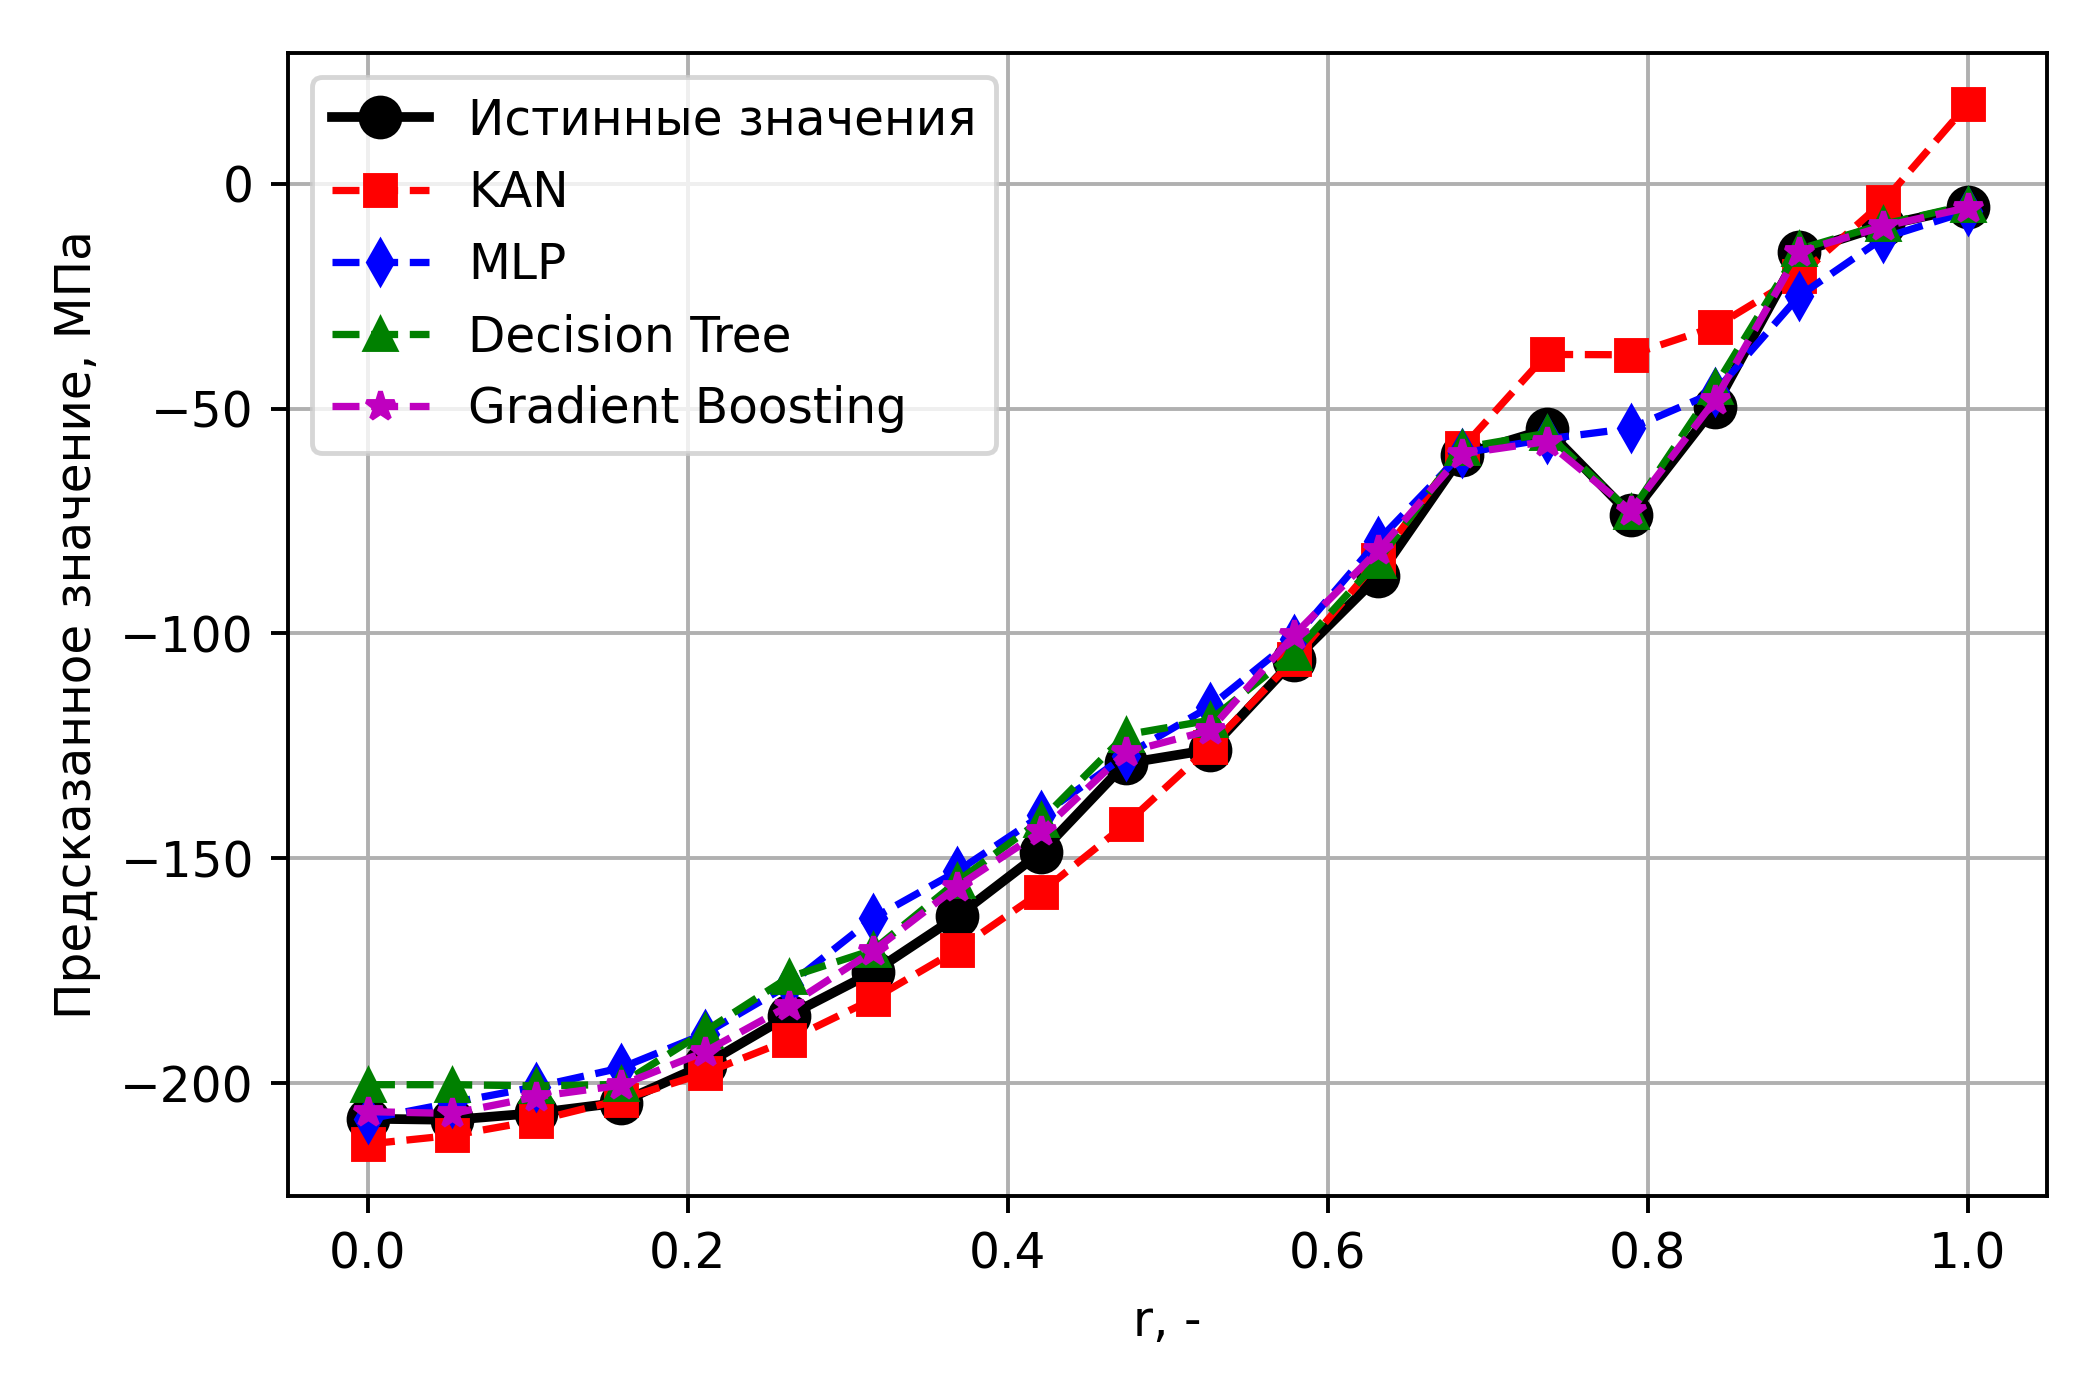 Истинные значения
KAN
MLP
Decision Tree
Gradient Boosting
Предсказанное значение, МПа
0
−50
−100
−150
−200
0.0 0.2 0.4 0.6 0.8 1.0
r, -